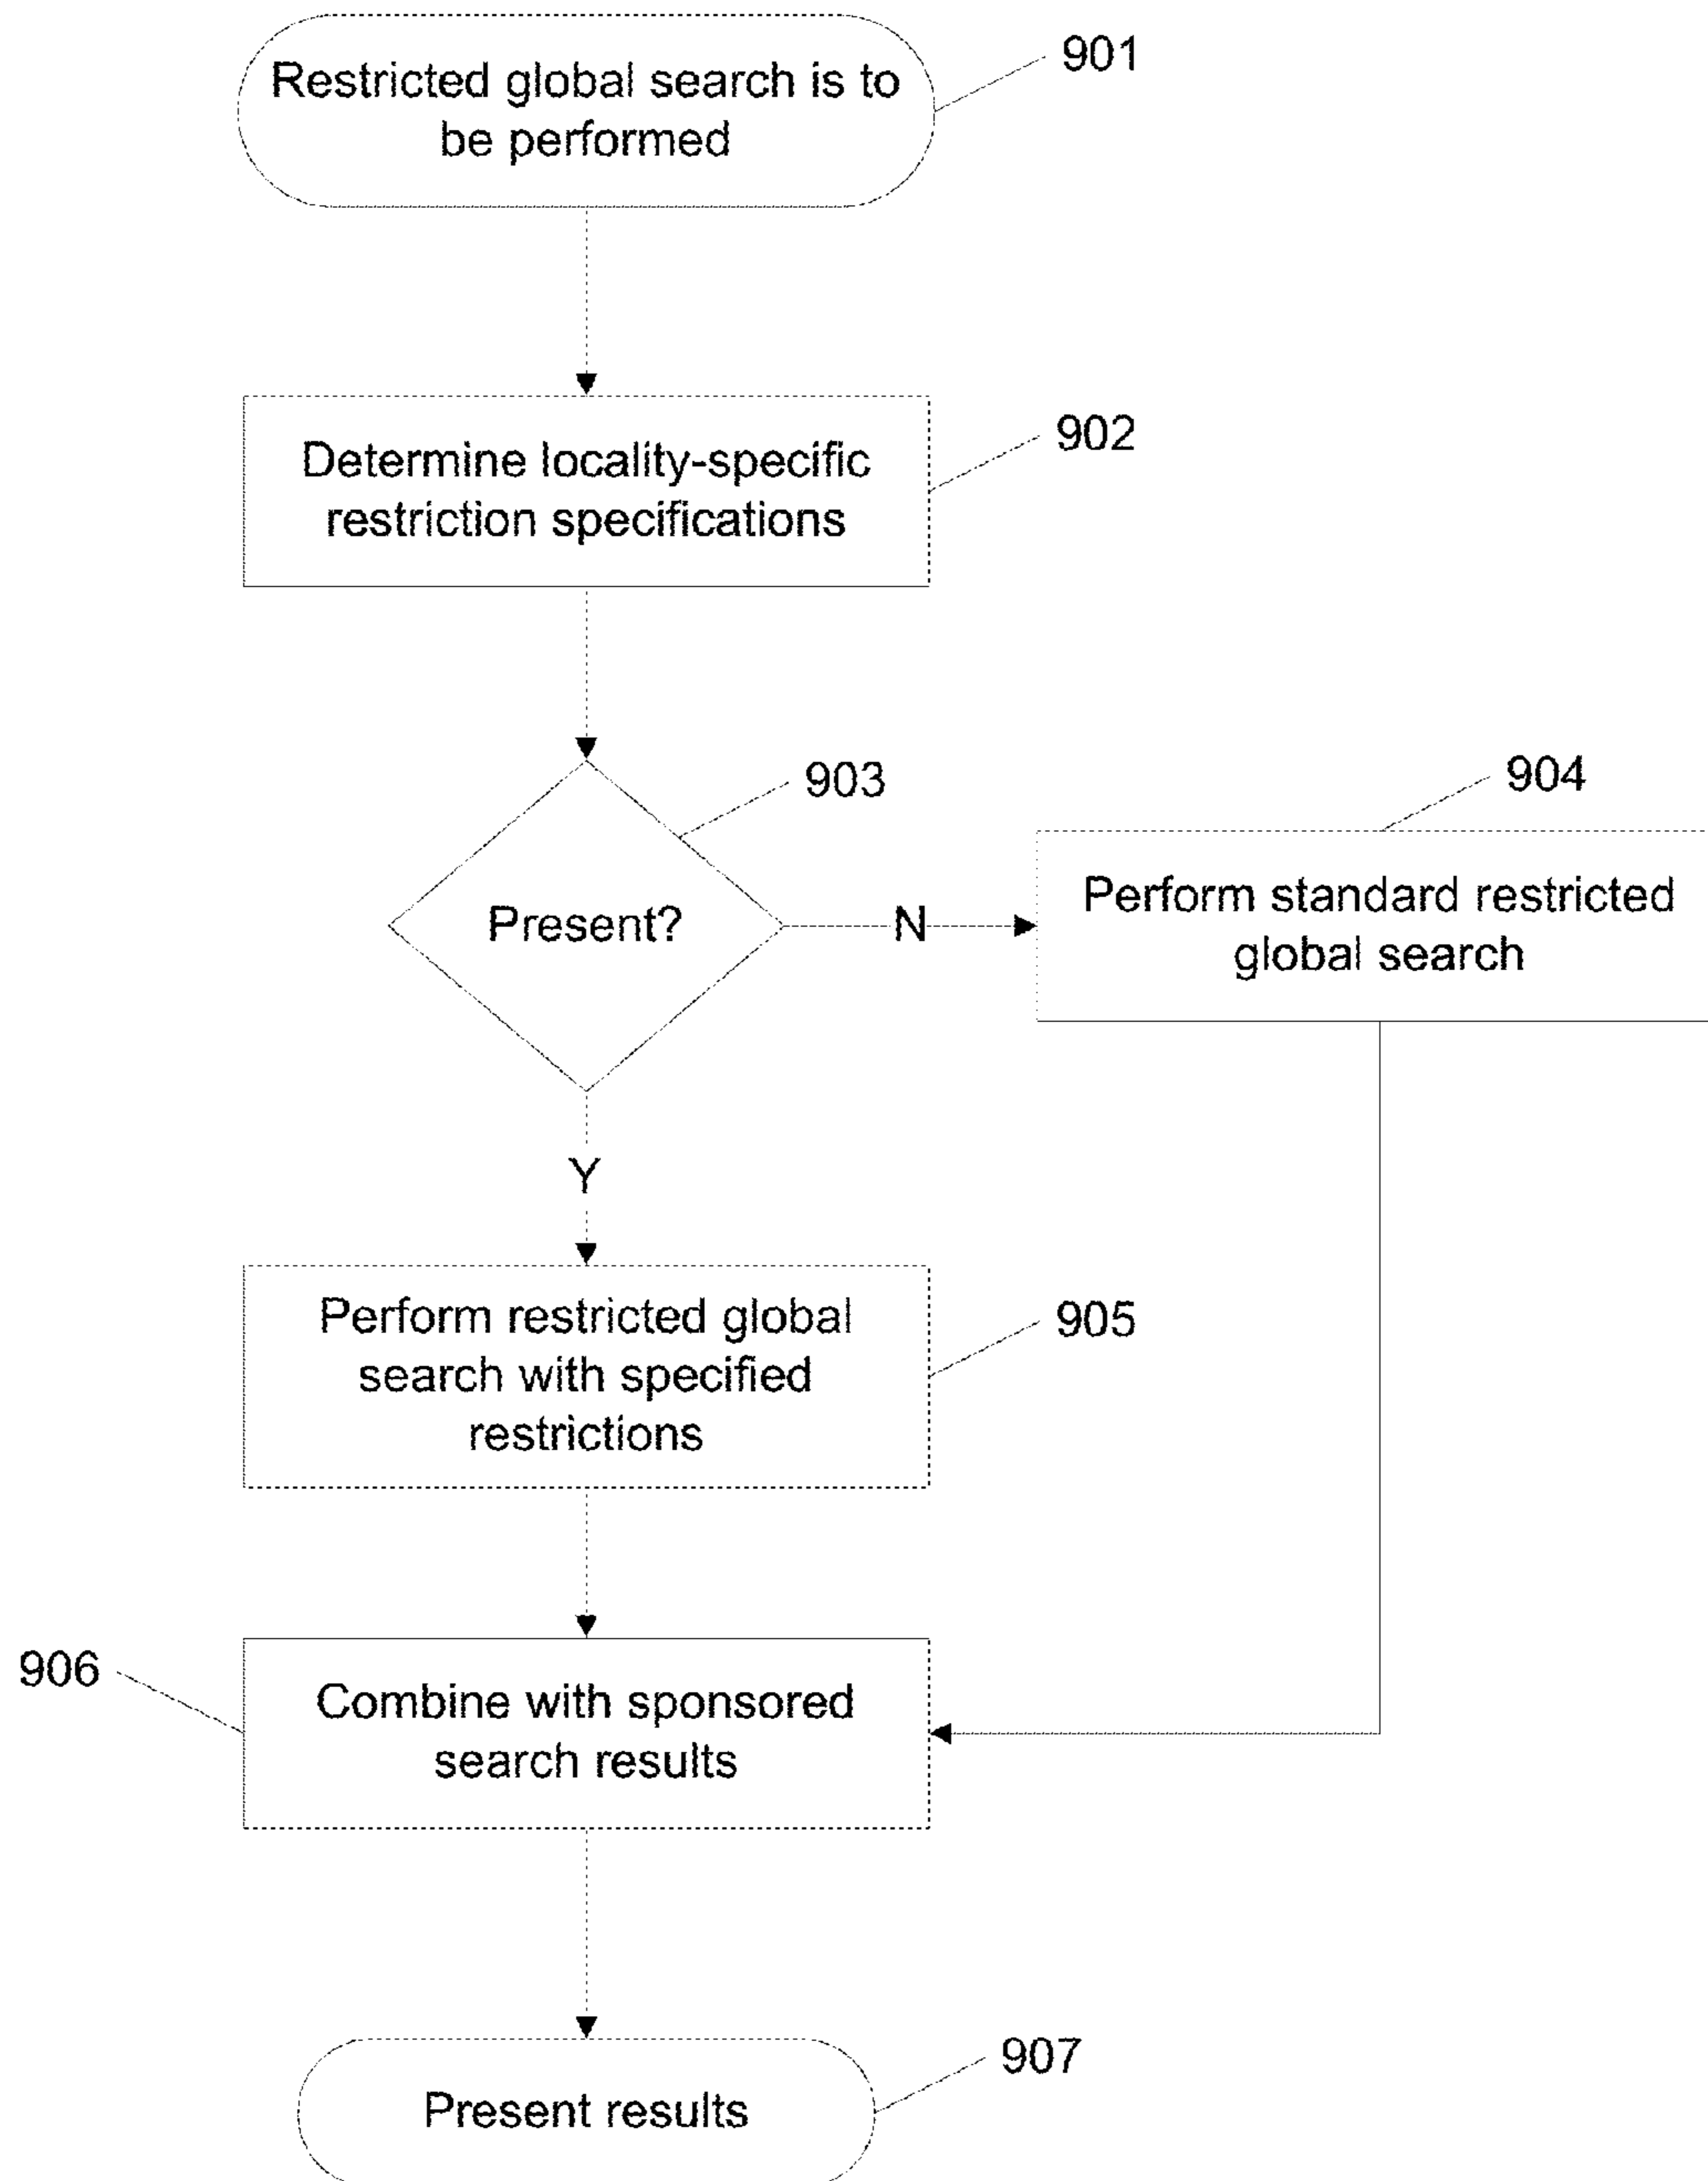 Restricted global search is to
be performed
901
Determine locality-specific
restriction specifications
902
Present?
903
N
904
Perform standard restricted
global search
Y
Perform restricted global
search with specified
restrictions
905
906
Combine with sponsored
search results
Present results
907